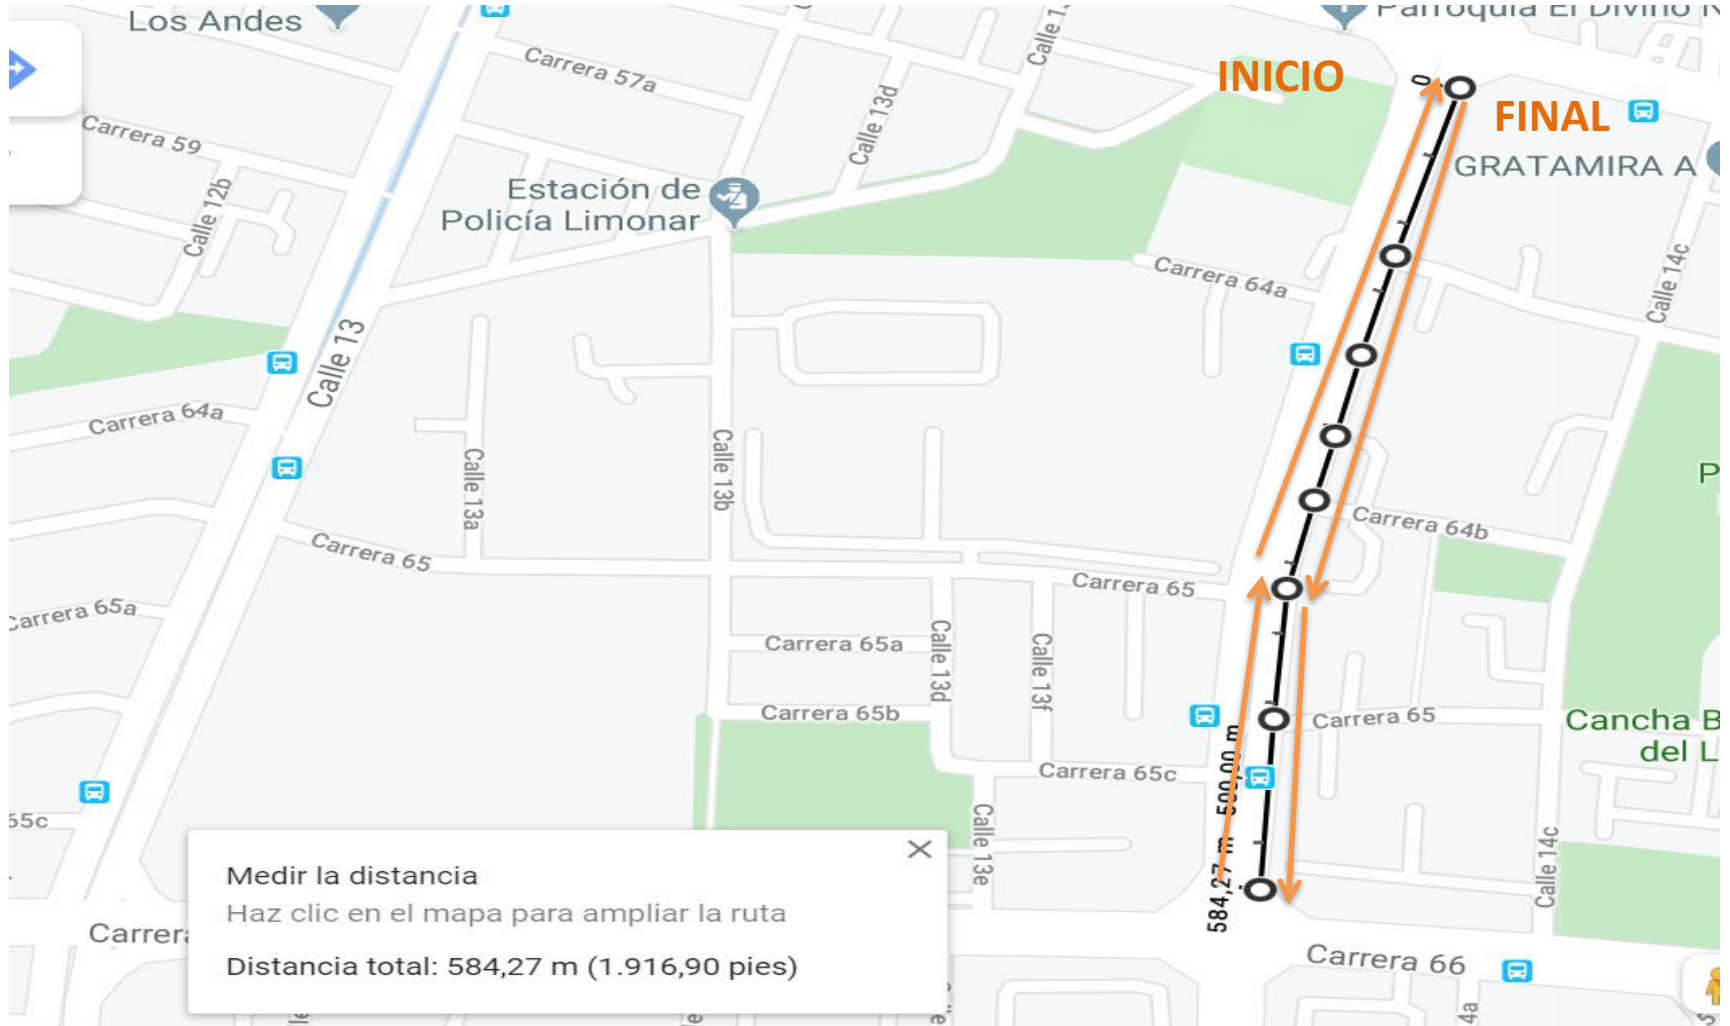 Los Andes
Parroquia El Divino N
INICIO
0
FINAL
GRATAMIRA A
Carrera 57a
Calle 13d
Carrera 59
Calle 12b
Estación de
Policía Limonar
Carrera 64a
Calle 14c
Calle 13
Carrera 64a
Calle 13a
Calle 13b
P
Carrera 64b
Carrera 65
Carrera 65
Carrera 65a
Carrera 65a
Calle 13d
Calle 13f
Carrera 65b
Carrera 65
Cancha B
del L
Carrera 65c
500,00 m
584,27 m
65c
Calle 13e
Calle 14c
Medir la distancia
Haz clic en el mapa para ampliar la ruta
Distancia total: 584,27 m (1.916,90 pies)
Carrera
Carrera 66
4a